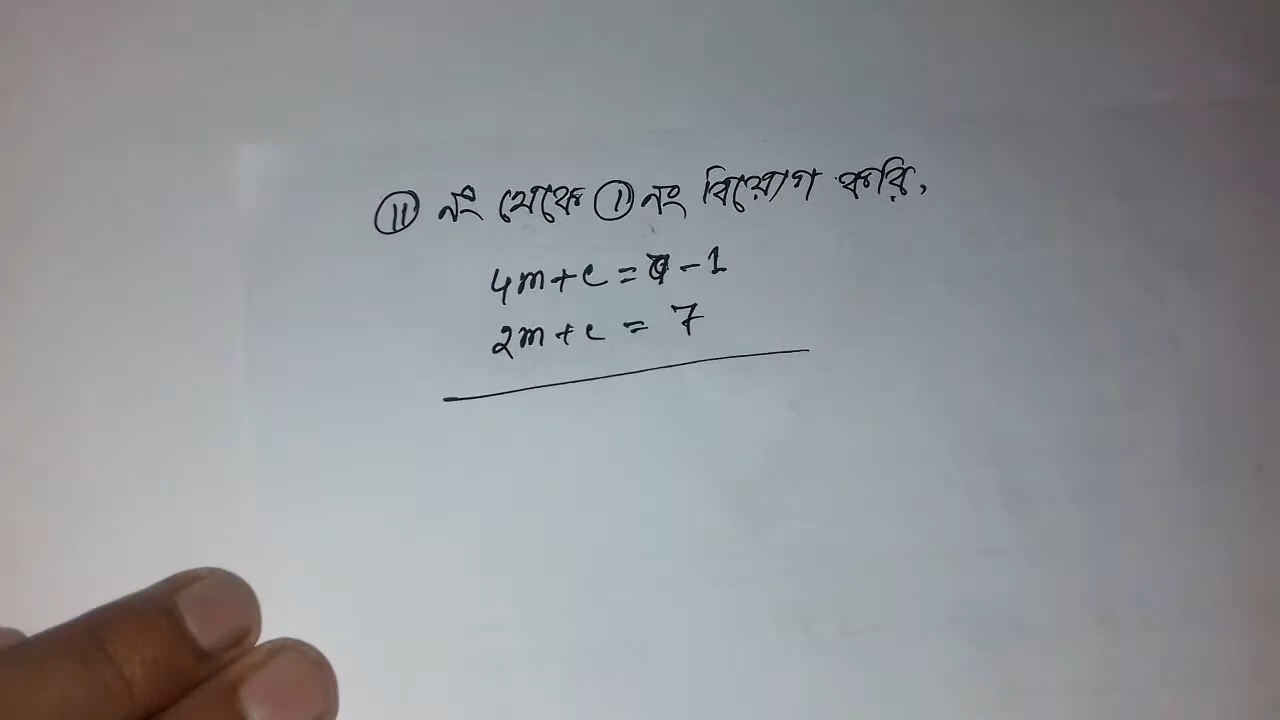 (ii) নং থেকে (i) নং বিয়োগ করি,
4m+c = -1
2m+c = 7